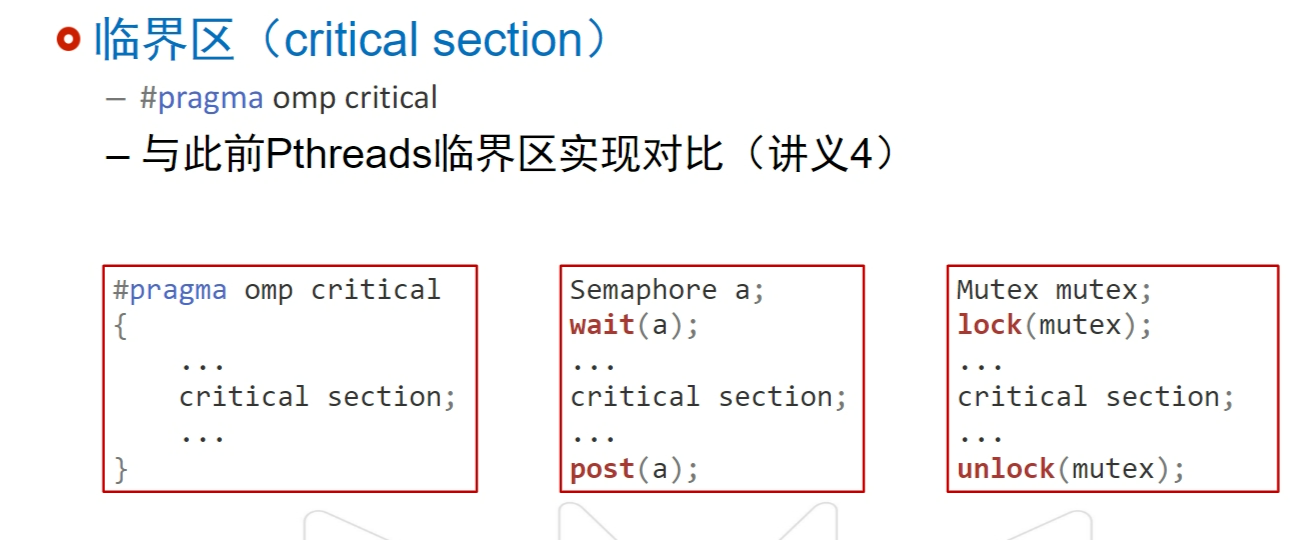 临界区（critical section）
– #pragma omp critical
– 与此前Pthreads临界区实现对比（讲义4）
#pragma omp critical
{
...
critical section;
...
}
Semaphore a;
wait(a);
...
critical section;
...
post(a);
Mutex mutex;
lock(mutex);
...
critical section;
...
unlock(mutex);